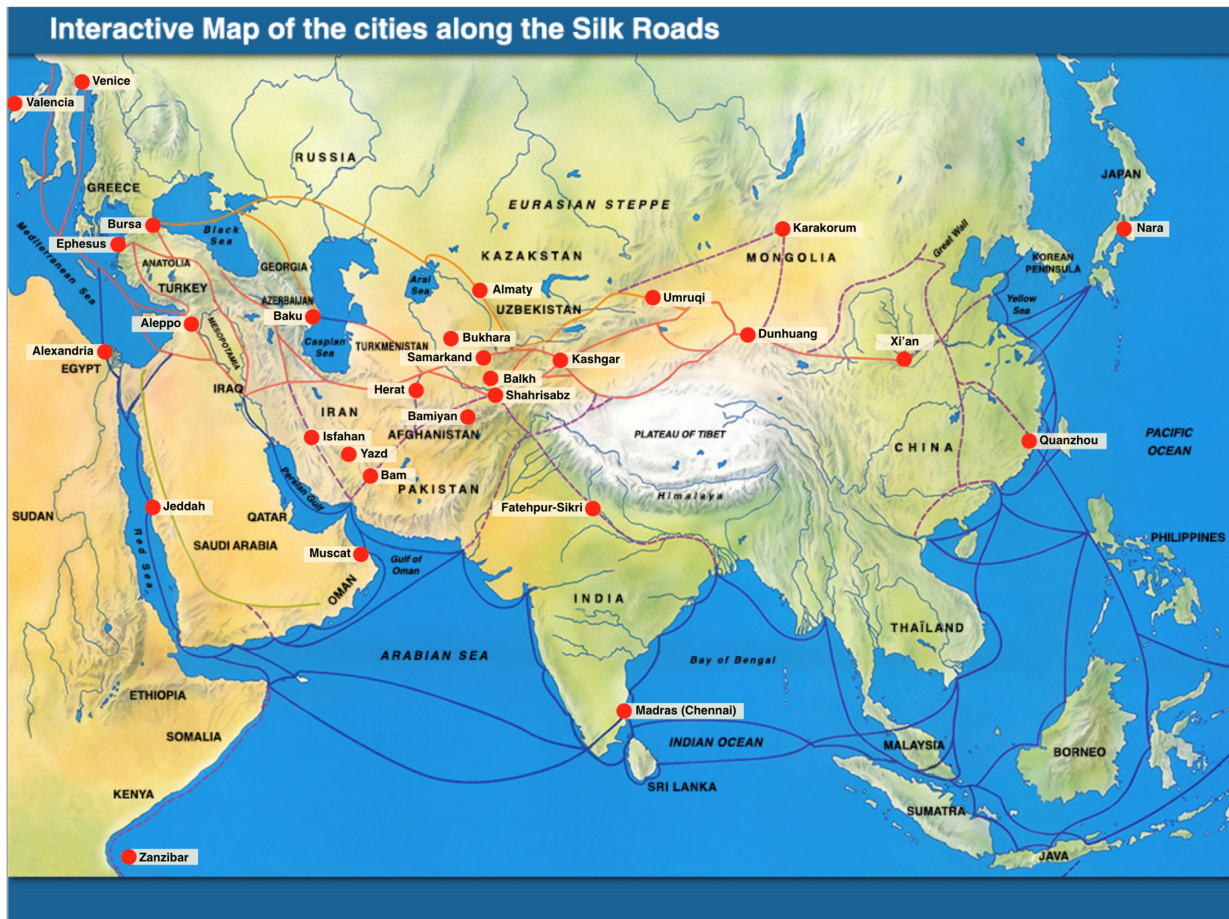 Interactive Map of the cities along the Silk Roads
Venice
Valencia
RUSSIA
JAPAN
GREECE
EURASIAN STEPPE
Bursa
Black
Sea
Karakorum
Nara
Mediterranean Sea
Ephesus
Great Wall
ANATOLIA
TURKEY
GEORGIA
KAZAKSTAN
MONGOLIA
KOREAN
PENINSULA
Aral
Sea
Almaty
AZERBAIJAN
Baku
UZBEKISTAN
Umruqi
Yellow
Sea
Aleppo
MESOPOTAMIA
Caspian
Sea
TURKMENISTAN
Bukhara
Dunhuang
Xi'an
Alexandria
EGYPT
Samarkand
Kashgar
IRAQ
Herat
Balkh
Shahrisabz
IRAN
Bamiyan
AFGHANISTAN
PLATEAU OF TIBET
Isfahan
Yazd
CHINA
Quanzhou
PACIFIC
OCEAN
Bam
PAKISTAN
Persian Gulf
Himalaya
SUDAN
Jeddah
QATAR
Fatehpur-Sikri
Red Sea
SAUDI ARABIA
Muscat
Gulf of
Oman
PHILIPPINES
OMAN
INDIA
THAÏLAND
ARABIAN SEA
Bay of Bengal
ETHIOPIA
Madras (Chennai)
SOMALIA
INDIAN OCEAN
MALAYSIA
BORNEO
KENYA
SRI LANKA
SUMATRA
Zanzibar
JAVA